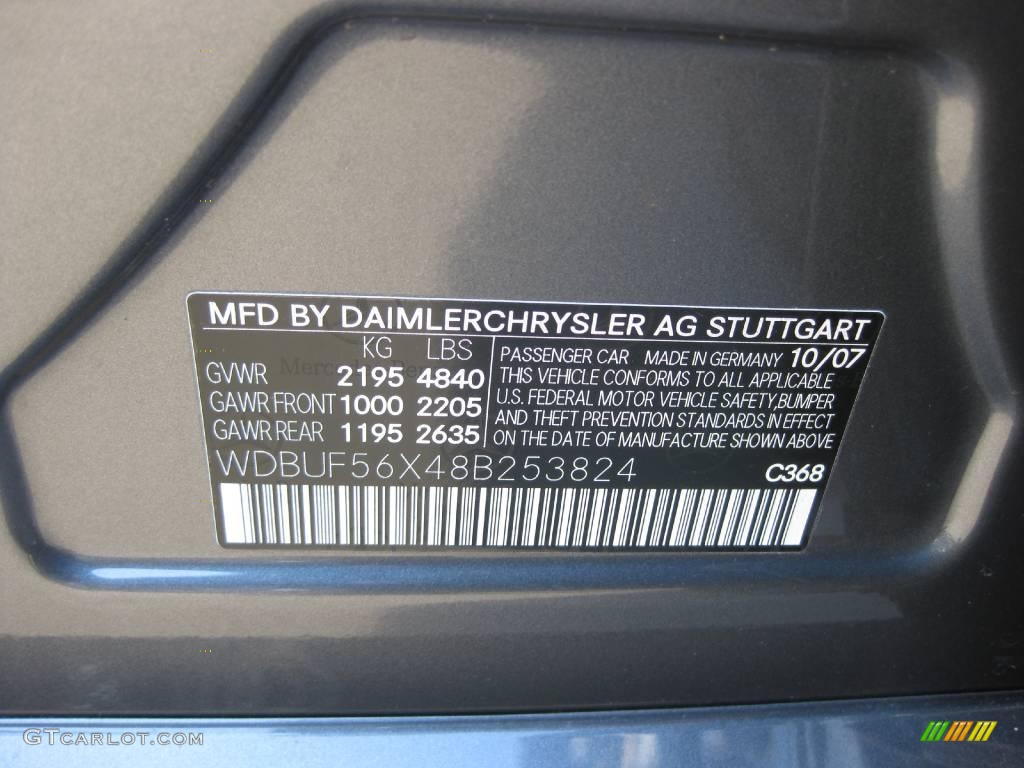 MFD BY DAIMLERCHRYSLER AG STUTTGART
KG LBS
GVWR 2195 4840
GAWR FRONT 1000 2205
GAWR REAR 1195 2635
PASSENGER CAR MADE IN GERMANY 10/07
THIS VEHICLE CONFORMS TO ALL APPLICABLE
U.S. FEDERAL MOTOR VEHICLE SAFETY,BUMPER
AND THEFT PREVENTION STANDARDS IN EFFECT
ON THE DATE OF MANUFACTURING SHOWN ABOVE
WDBUF56X48B253824 C368
GTCARLOT.COM